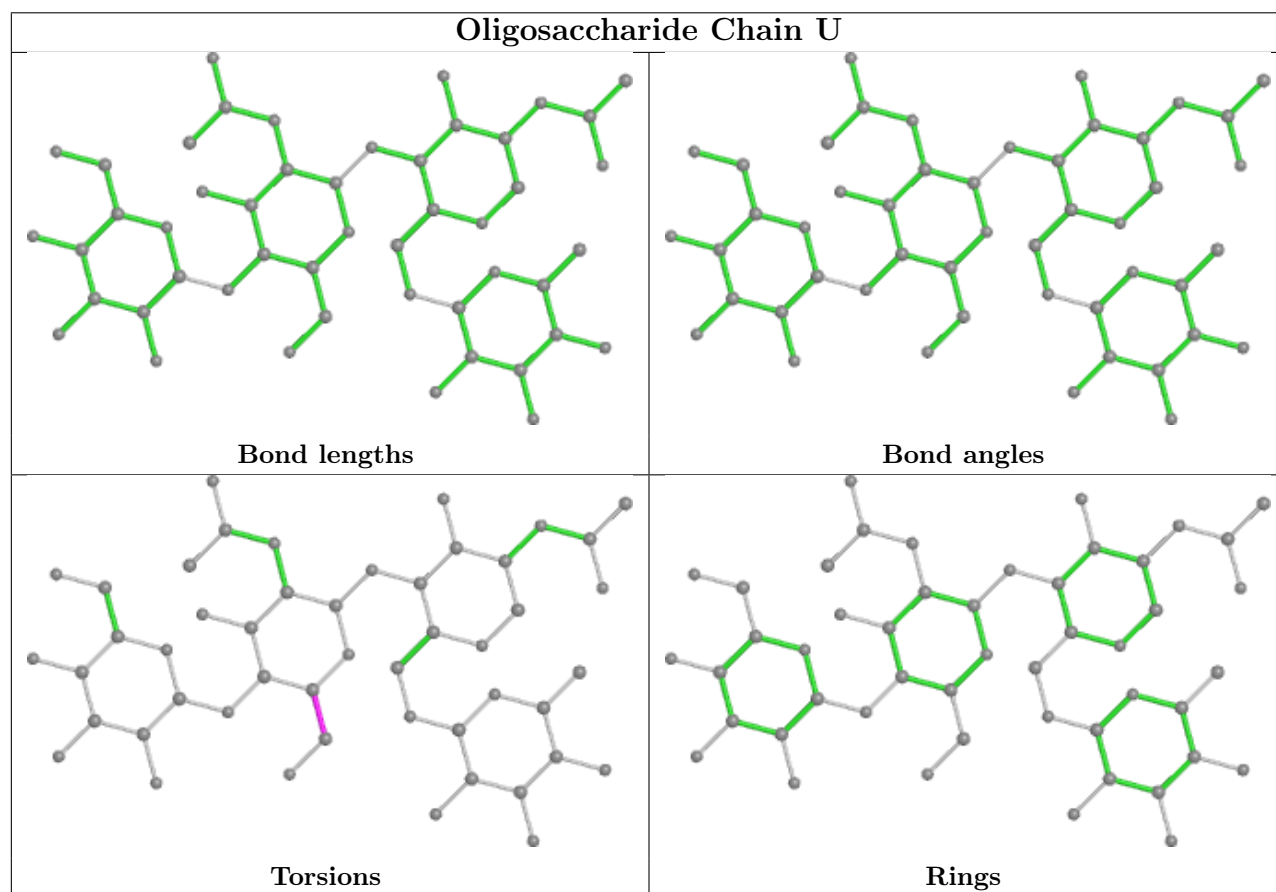 Oligosaccharide Chain U
Bond lengths
Bond angles
Torsions
Rings